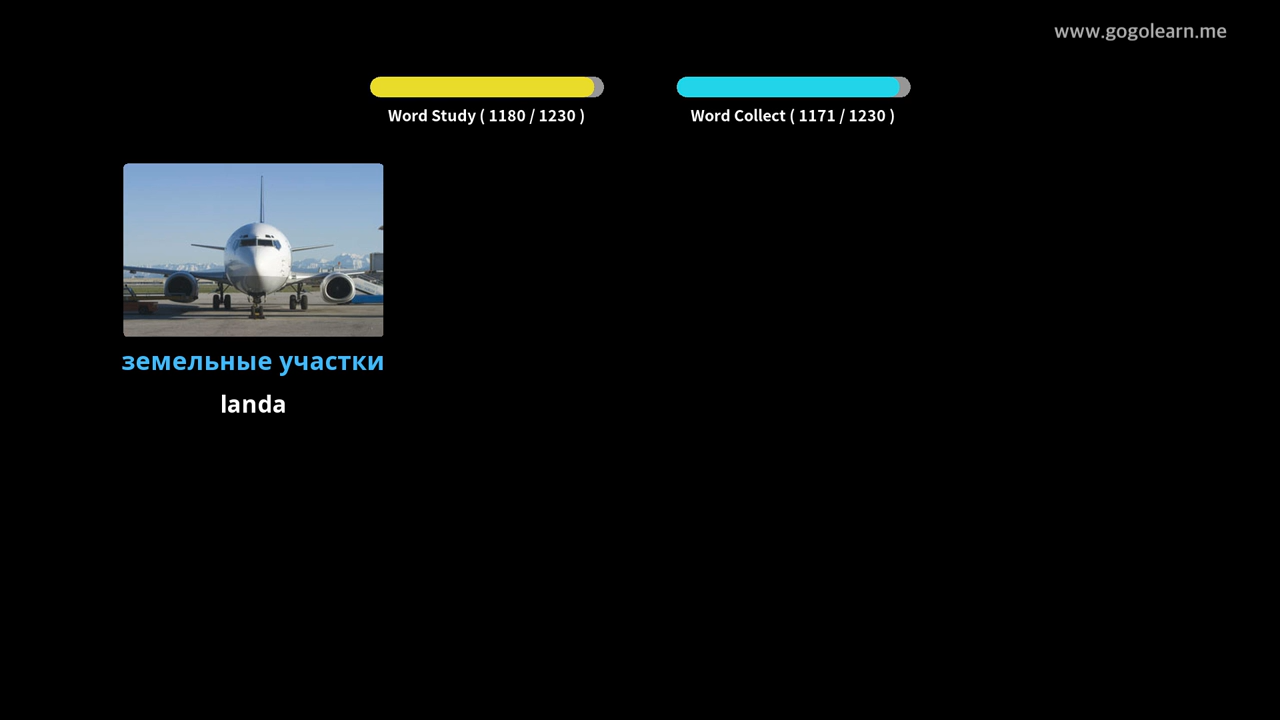 www.gogolearn.me
Word Study ( 1180 / 1230 )
Word Collect ( 1171 / 1230 )
земельные участки
landa